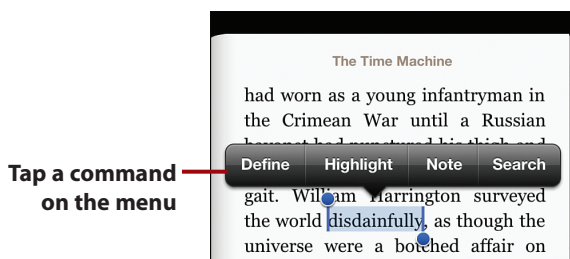 The Time Machine
had worn as a young infantryman in
the Crimean War until a Russian
Define Highlight Note Search
Tap a command
on the menu
gait. William Harrington surveyed
the world disdainfully, as though the
universe were a botched affair on